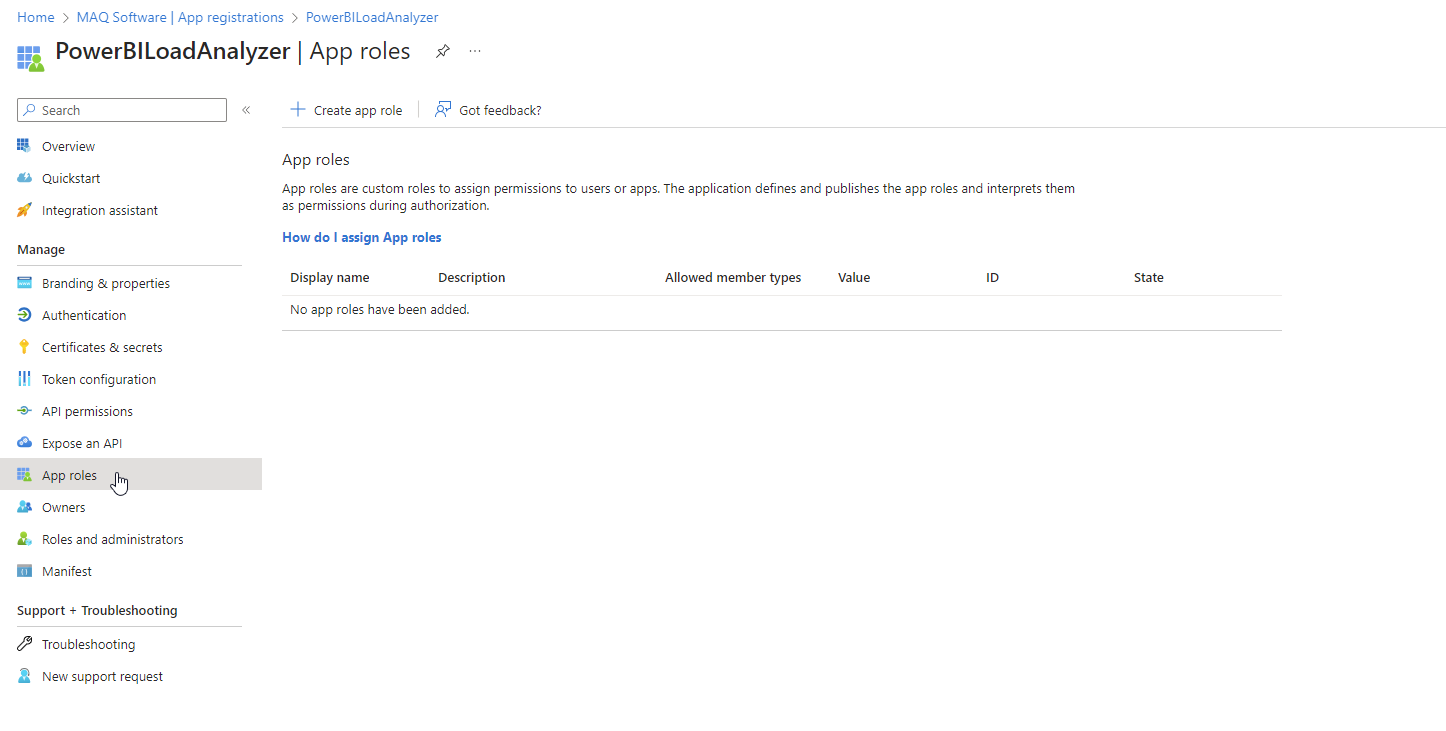 Home > MAQ Software | App registrations > PowerBILoadAnalyzer
PowerBILoadAnalyzer | App roles
Search
Overview
Quickstart
Integration assistant
Manage
Branding & properties
Authentication
Certificates & secrets
Token configuration
API permissions
Expose an API
App roles
Owners
Roles and administrators
Manifest
Support + Troubleshooting
Troubleshooting
New support request
Create app role
Got feedback?
App roles
App roles are custom roles to assign permissions to users or apps. The application defines and publishes the app roles and interprets them
as permissions during authorization.
How do I assign App roles
Display name Description Allowed member types Value ID State
No app roles have been added.